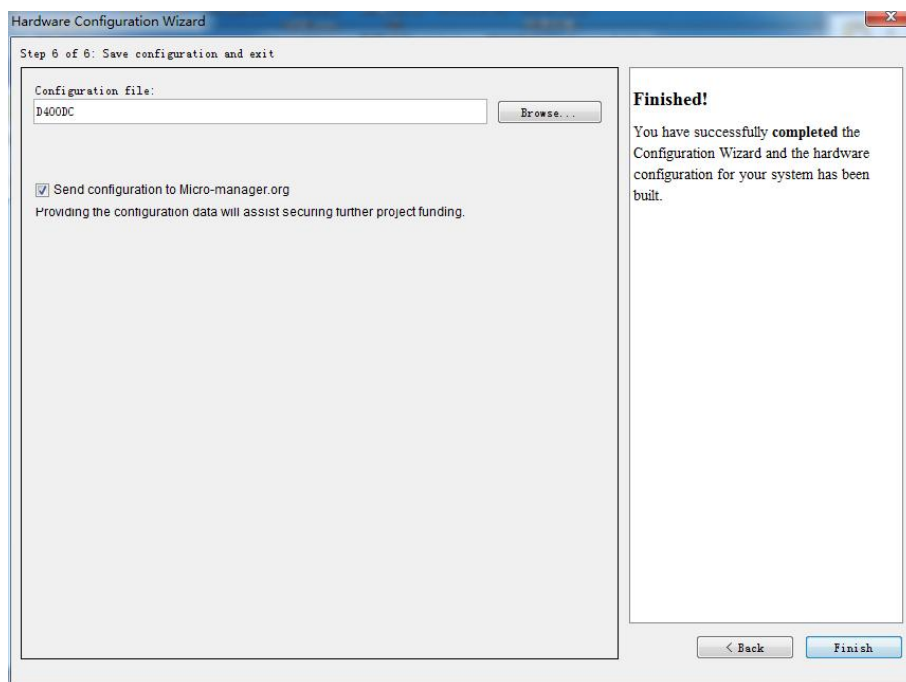 Hardware Configuration Wizard
Step 6 of 6: Save configuration and exit
Configuration file:
D400DC
Browse...
Send configuration to Micro-manager.org
Providing the configuration data will assist securing further project funding.
Finished!
You have successfully completed the
Configuration Wizard and the hardware
configuration for your system has been
built.
< Back
Finish